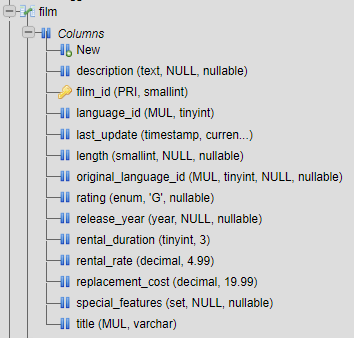 film
Columns
New
description (text, NULL, nullable)
film_id (PRI, smallint)
language_id (MUL, tinyint)
last_update (timestamp, curren...)
length (smallint, NULL, nullable)
original_language_id (MUL, tinyint, NULL, nullable)
rating (enum, 'G', nullable)
release_year (year, NULL, nullable)
rental_duration (tinyint, 3)
rental_rate (decimal, 4.99)
replacement_cost (decimal, 19.99)
special_features (set, NULL, nullable)
title (MUL, varchar)